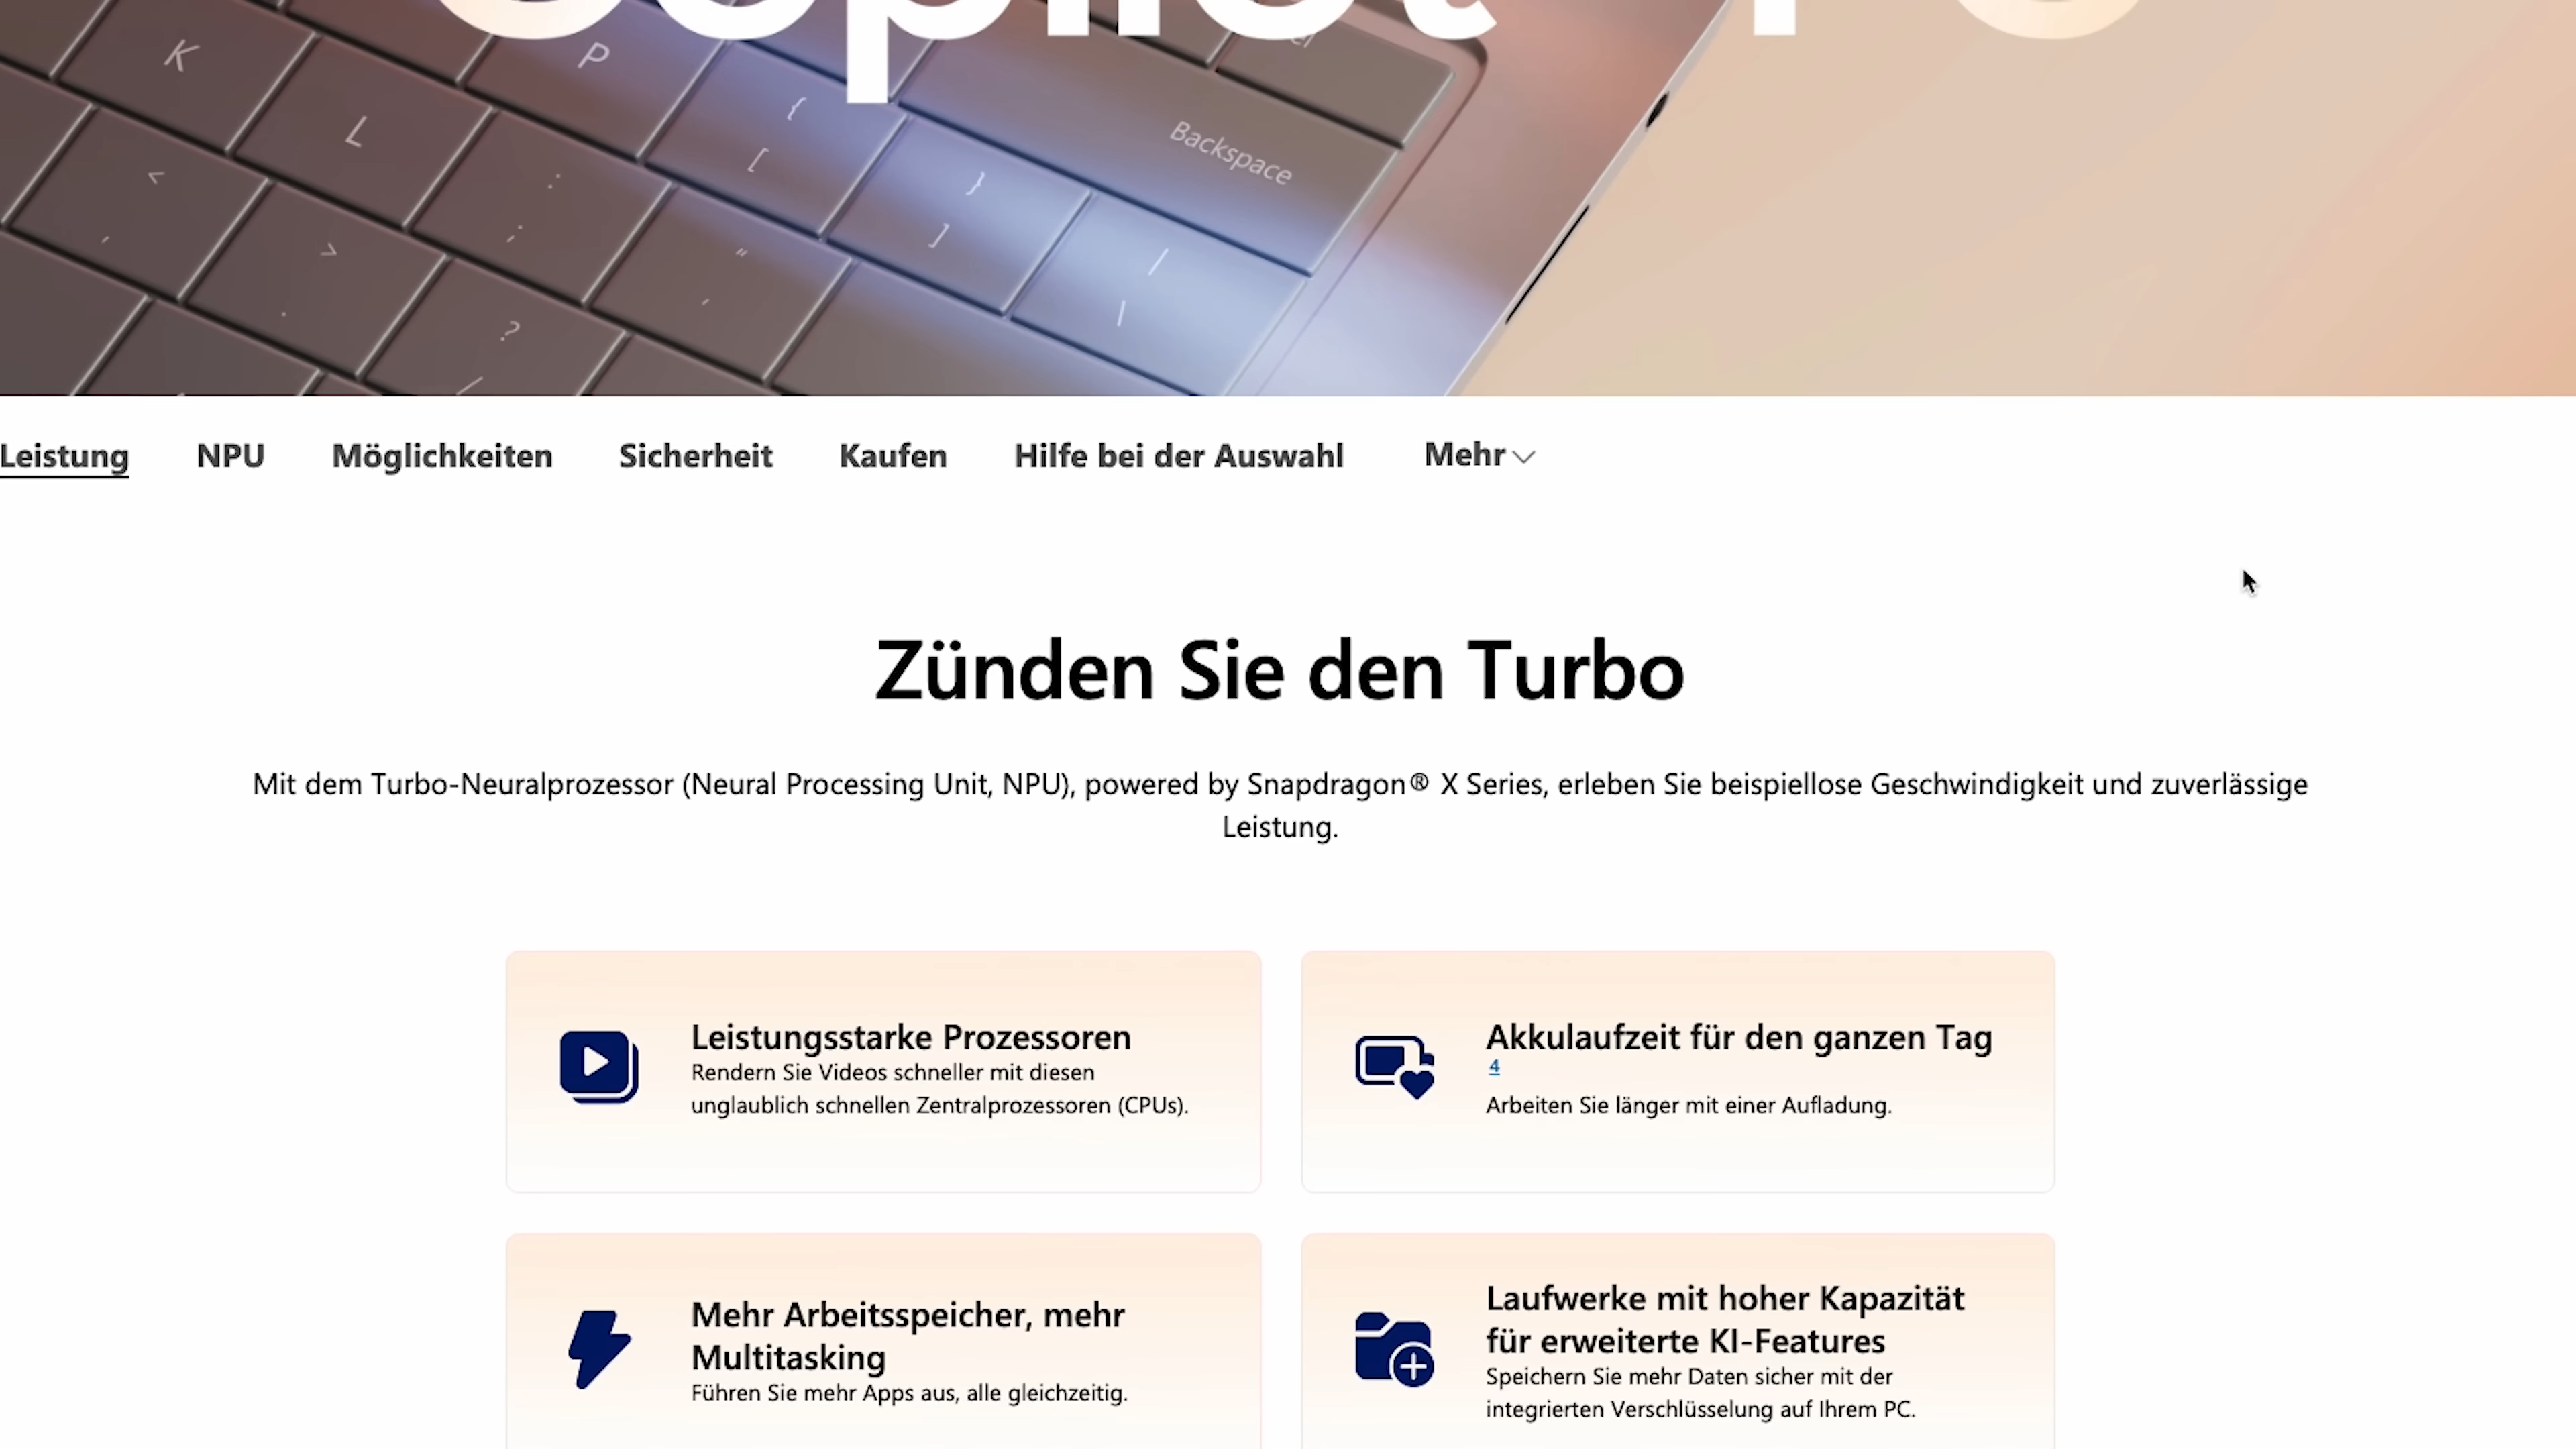 Copilot+ PC
K
P
L
{
[
}
]
Backspace
<
,
>
.
:
;
"
'
?
/
|
\
Leistung NPU Möglichkeiten Sicherheit Kaufen Hilfe bei der Auswahl Mehr
Zünden Sie den Turbo
Mit dem Turbo-Neuralprozessor (Neural Processing Unit, NPU), powered by Snapdragon® X Series, erleben Sie beispiellose Geschwindigkeit und zuverlässige
Leistung.
Leistungsstarke Prozessoren
Rendern Sie Videos schneller mit diesen
unglaublich schnellen Zentralprozessoren (CPUs).
Akkulaufzeit für den ganzen Tag
4
Arbeiten Sie länger mit einer Aufladung.
Mehr Arbeitsspeicher, mehr
Multitasking
Führen Sie mehr Apps aus, alle gleichzeitig.
Laufwerke mit hoher Kapazität
für erweiterte KI-Features
Speichern Sie mehr Daten sicher mit der
integrierten Verschlüsselung auf Ihrem PC.